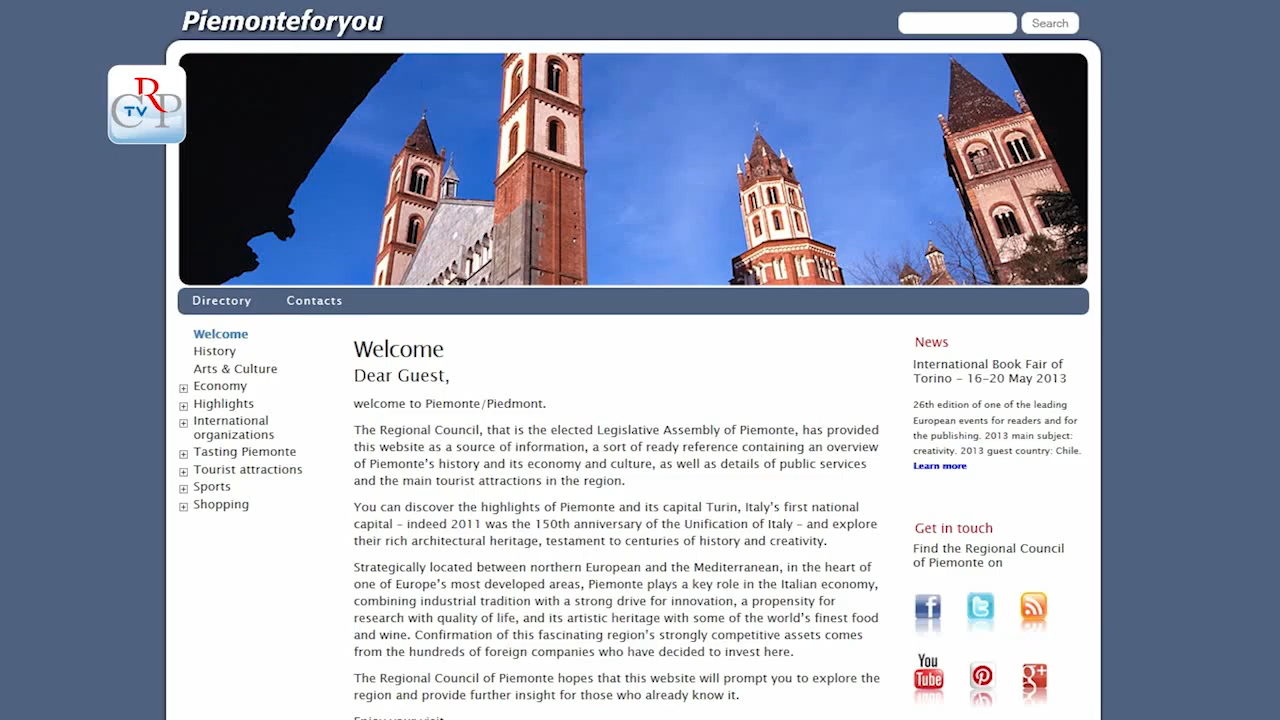 Piemonteforyou
Search
CRP
TV
Directory
Contacts
Welcome
History
Arts & Culture
Economy
Highlights
International
organizations
Tasting Piemonte
Tourist attractions
Sports
Shopping
Welcome
Dear Guest,
welcome to Piemonte/Piedmont.
The Regional Council, that is the elected Legislative Assembly of Piemonte, has provided
this website as a source of information, a sort of ready reference containing an overview
of Piemonte's history and its economy and culture, as well as details of public services
and the main tourist attractions in the region.
You can discover the highlights of Piemonte and its capital Turin, Italy's first national
capital - indeed 2011 was the 150th anniversary of the Unification of Italy - and explore
their rich architectural heritage, testament to centuries of history and creativity.
Strategically located between northern European and the Mediterranean, in the heart of
one of Europe's most developed areas, Piemonte plays a key role in the Italian economy,
combining industrial tradition with a strong drive for innovation, a propensity for
research with quality of life, and its artistic heritage with some of the world's finest food
and wine. Confirmation of this fascinating region's strongly competitive assets comes
from the hundreds of foreign companies who have decided to invest here.
The Regional Council of Piemonte hopes that this website will prompt you to explore the
region and provide further insight for those who already know it.
Enjoy your visit
News
International Book Fair of
Torino - 16-20 May 2013
26th edition of one of the leading
European events for readers and for
the publishing. 2013 main subject:
creativity. 2013 guest country: Chile.
Learn more
Get in touch
Find the Regional Council
of Piemonte on
You
Tube